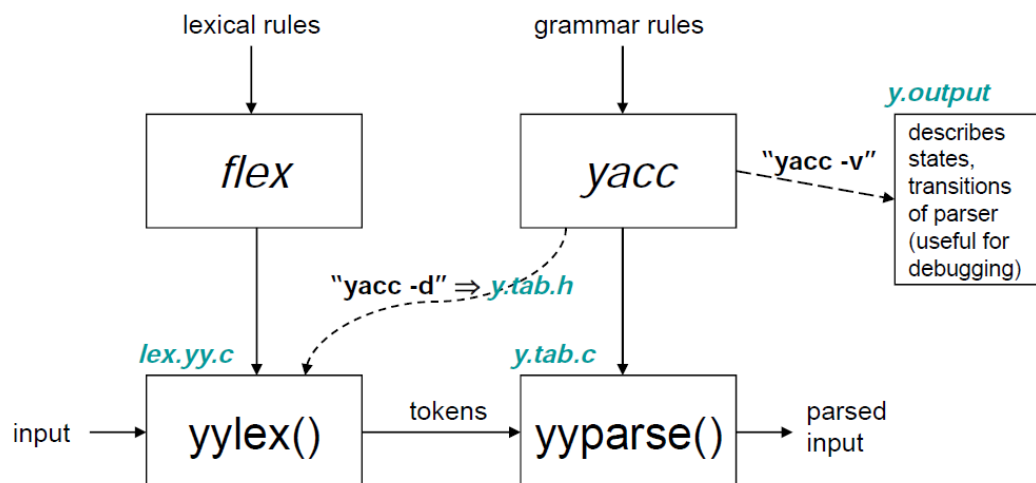 lexical rules
grammar rules
y.output
flex
yacc
"yacc -v"
describes
states,
transitions
of parser
(useful for
debugging)
"yacc -d" ⇒ y.tab.h
lex.yy.c
y.tab.c
input
yylex()
tokens
yyparse()
parsed
input